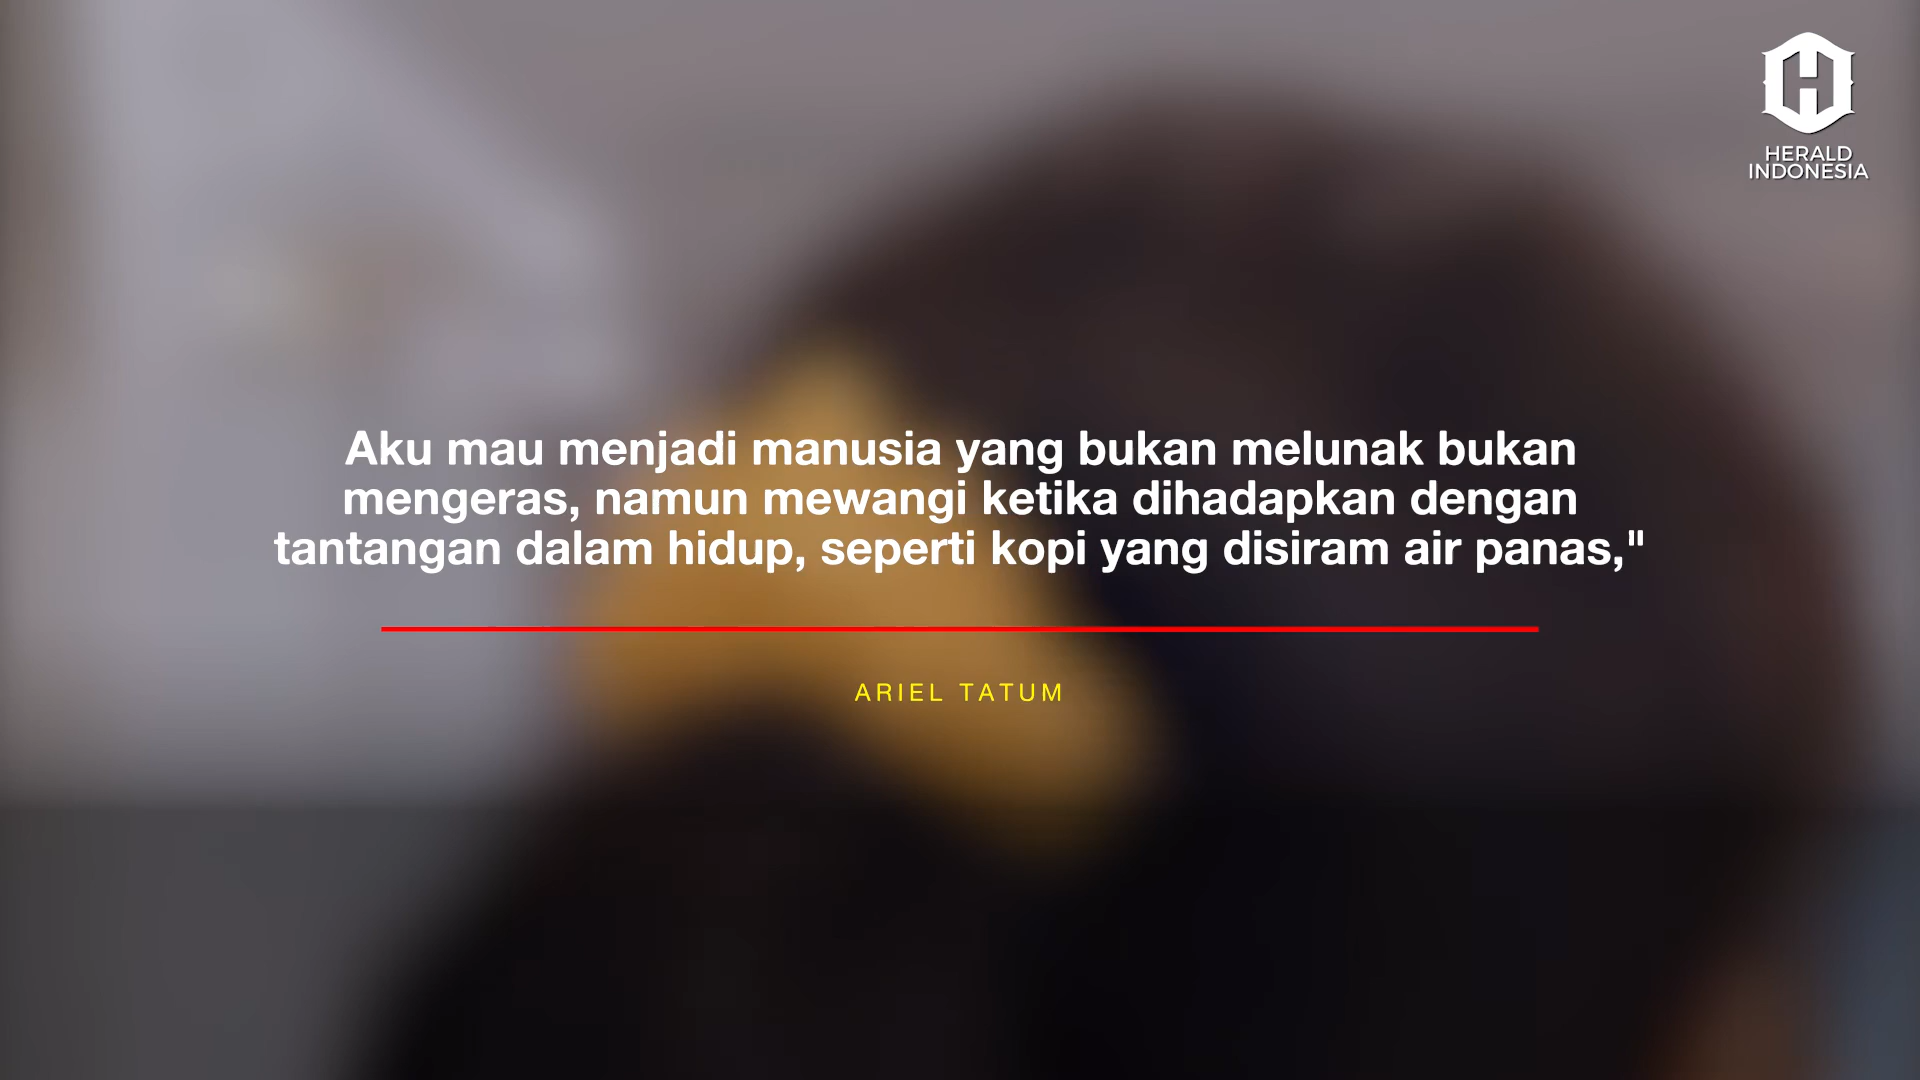 HERALD
INDONESIA
Aku mau menjadi manusia yang bukan melunak bukan
mengeras, namun mewangi ketika dihadapkan dengan
tantangan dalam hidup, seperti kopi yang disiram air panas,"
ARIEL TATUM